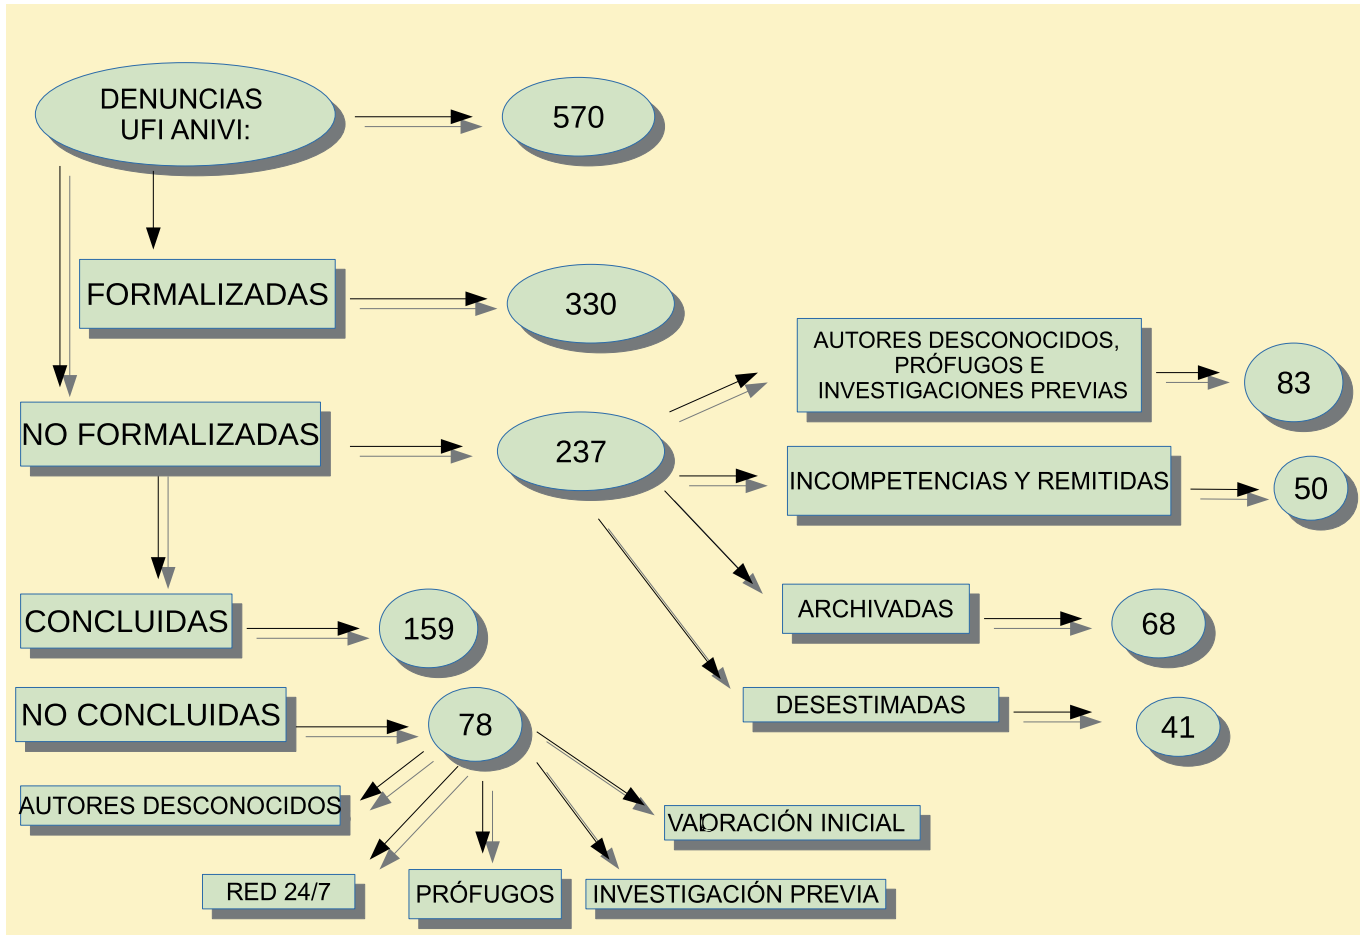 DENUNCIAS
UFI ANIVI:
570
FORMALIZADAS
330
NO FORMALIZADAS
237
AUTORES DESCONOCIDOS,
PRÓFUGOS E
INVESTIGACIONES PREVIAS
83
INCOMPETENCIAS Y REMITIDAS
50
ARCHIVADAS
68
DESESTIMADAS
41
CONCLUIDAS
159
NO CONCLUIDAS
78
AUTORES DESCONOCIDOS
RED 24/7
PRÓFUGOS
INVESTIGACIÓN PREVIA
VALORACIÓN INICIAL